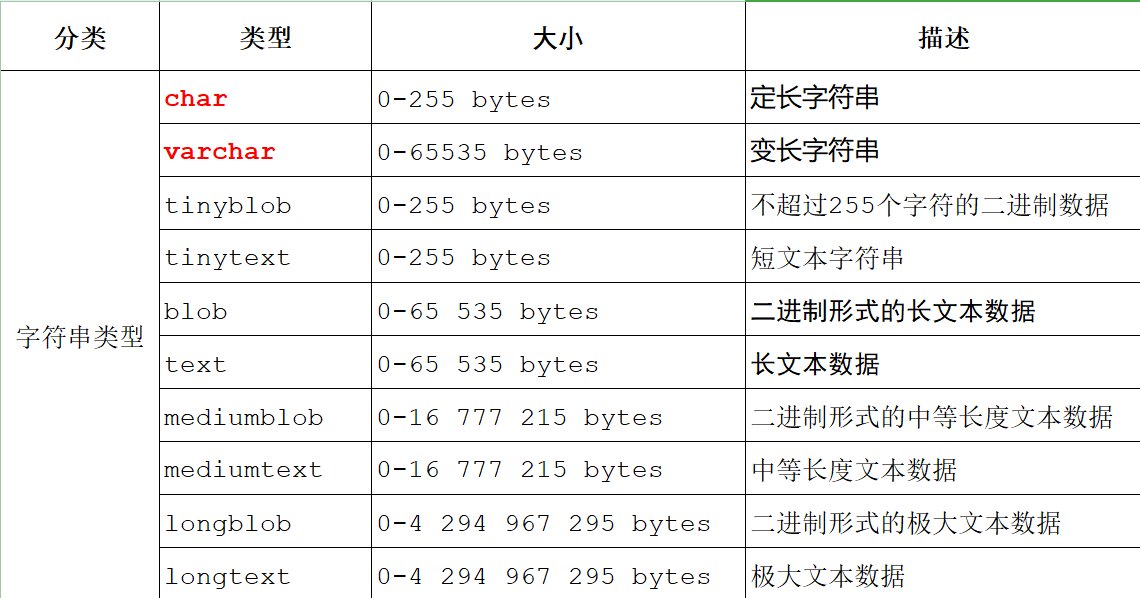 分类 类型 大小 描述
char 0-255 bytes 定长字符串
varchar 0-65535 bytes 变长字符串
tinyblob 0-255 bytes 不超过255个字符的二进制数据
tinytext 0-255 bytes 短文本字符串
blob 0-65 535 bytes 二进制形式的长文本数据
字符串类型
text 0-65 535 bytes 长文本数据
mediumblob 0-16 777 215 bytes 二进制形式的中等长度文本数据
mediumtext 0-16 777 215 bytes 中等长度文本数据
longblob 0-4 294 967 295 bytes 二进制形式的极大文本数据
longtext 0-4 294 967 295 bytes 极大文本数据